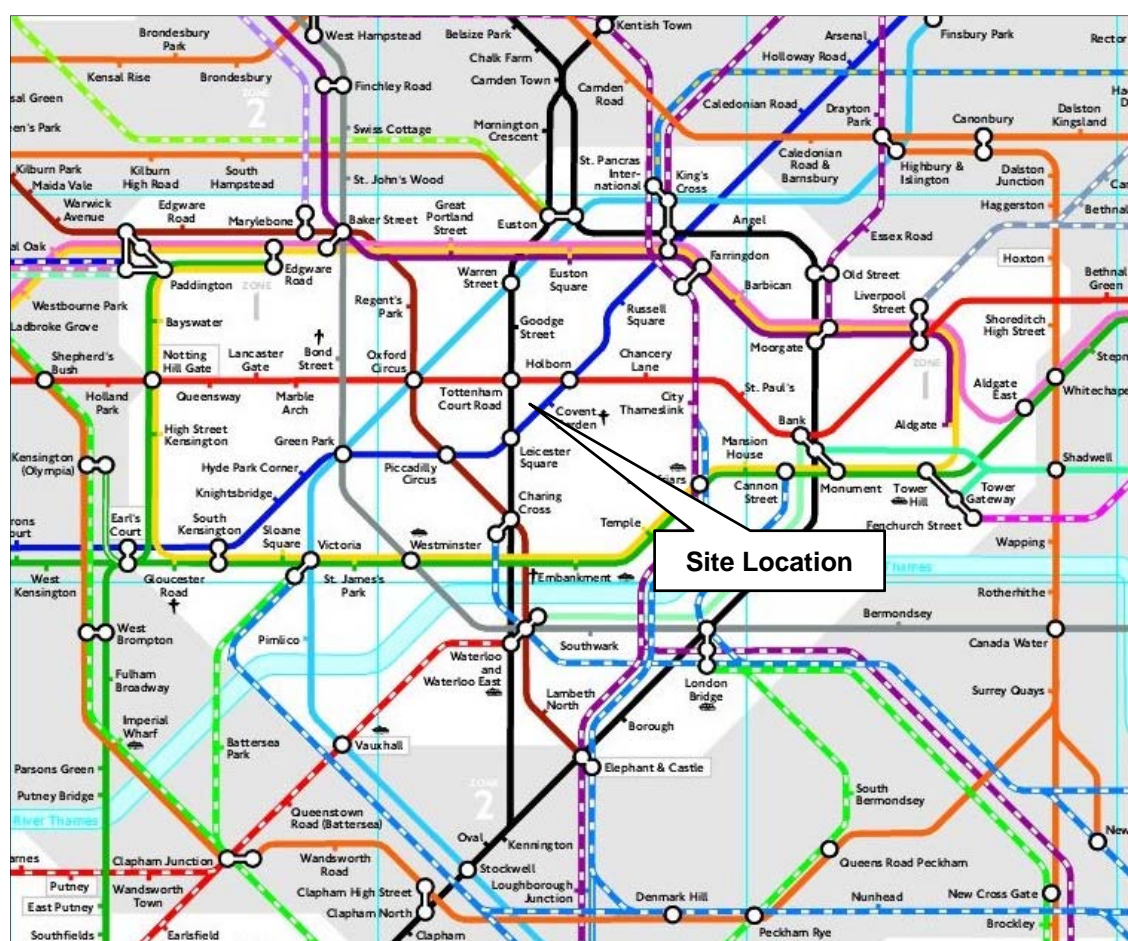 Brondesbury
Park
West Hampstead
Belsize Park
Kentish Town
Arsenal
Finsbury Park
Chalk Farm
Holloway Road
Kensal Rise
Brondesbury
Finchley Road
Camden Town
Camden
Road
Caledonian Road
Drayton
Park
Canonbury
Dalston
Kingsland
ZONE
2
Swiss Cottage
Mornington
Crescent
St. Pancras
Inter-
national
King's
Cross
Caledonian
Road &
Barnsbury
Highbury &
Islington
Dalston
Junction
Kilburn Park
Maida Vale
Kilburn
High Road
South
Hampstead
St. John's Wood
Warwick
Avenue
Edgware
Road
Marylebone
Baker Street
Great
Portland
Street
Euston
Angel
Haggerston
Essex Road
Hoxton
Paddington
Edgware
Road
ZONE
1
Warren
Street
Euston
Square
Farringdon
Barbican
Old Street
Liverpool
Street
Bethnal
Green
Westbourne Park
Ladbroke Grove
Bayswater
Regent's
Park
Russell
Square
Goodge
Street
Moorgate
Shoreditch
High Street
Shepherd's
Bush
Notting
Hill Gate
Lancaster
Gate
Bond
Street
Oxford
Circus
Holborn
Chancery
Lane
ZONE
1
Holland
Park
Queensway
Marble
Arch
Tottenham
Court Road
St. Paul's
City
Thameslink
Aldgate
East
Whitechape
Covent
High Street
Kensington
Green Park
Leicester
Square
Mansion
House
Bank
Aldgate
Kensington
(Olympia)
Hyde Park Corner
Piccadilly
Circus
Shadwell
Knightsbridge
Charing
Cross
Cannon
Street
Monument
Tower
Hill
Tower
Gateway
Earl's
Court
South
Kensington
Sloane
Square
Victoria
Westminster
Temple
Fenchurch Street
Wapping
Site Location
West
Kensington
Gloucester
Road
St. James's
Park
Embankment
Thames
Rotherhithe
West
Brompton
Pimlico
Southwark
Bermondsey
Canada Water
Waterloo
and
Waterloo East
Fulham
Broadway
Lambeth
North
London
Bridge
Surrey Quays
Imperial
Wharf
Battersea
Park
Vauxhall
Borough
Parsons Green
Elephant & Castle
ZONE
2
Putney Bridge
River Thames
Queenstown
Road (Battersea)
South
Bermondsey
Oval
Kennington
Clapham Junction
Wandsworth
Road
Stockwell
Queens Road Peckham
Putney
Wandsworth
Town
Clapham High Street
Clapham North
Loughborough
Junction
Denmark Hill
Nunhead
New Cross Gate
East Putney
Southfields
Earlsfield
Clapham
Peckham Rye
Brockley